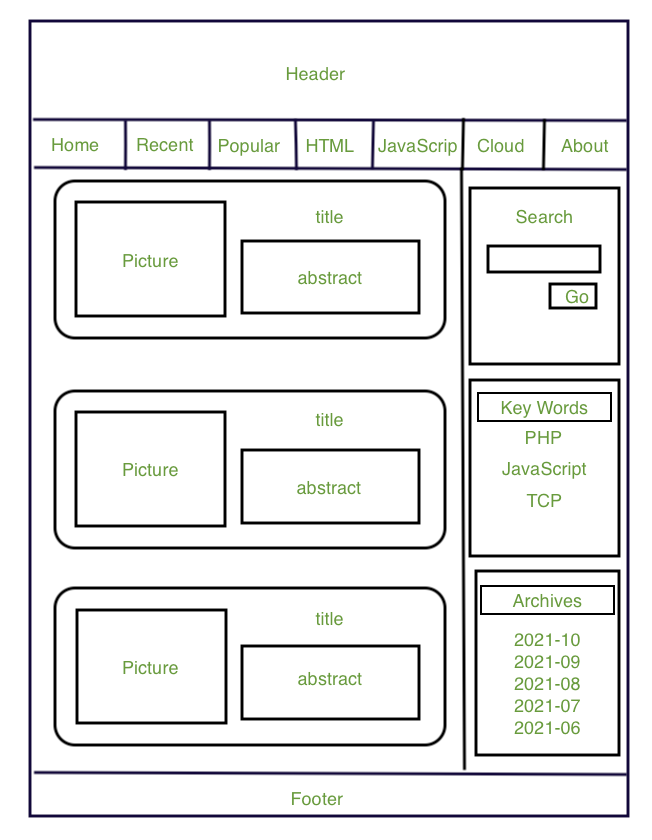 Header
Home
Recent
Popular
HTML
JavaScrip
Cloud
About
title
Picture
abstract
title
Picture
abstract
title
Picture
abstract
Search
Go
Key Words
PHP
JavaScript
TCP
Archives
2021-10
2021-09
2021-08
2021-07
2021-06
Footer